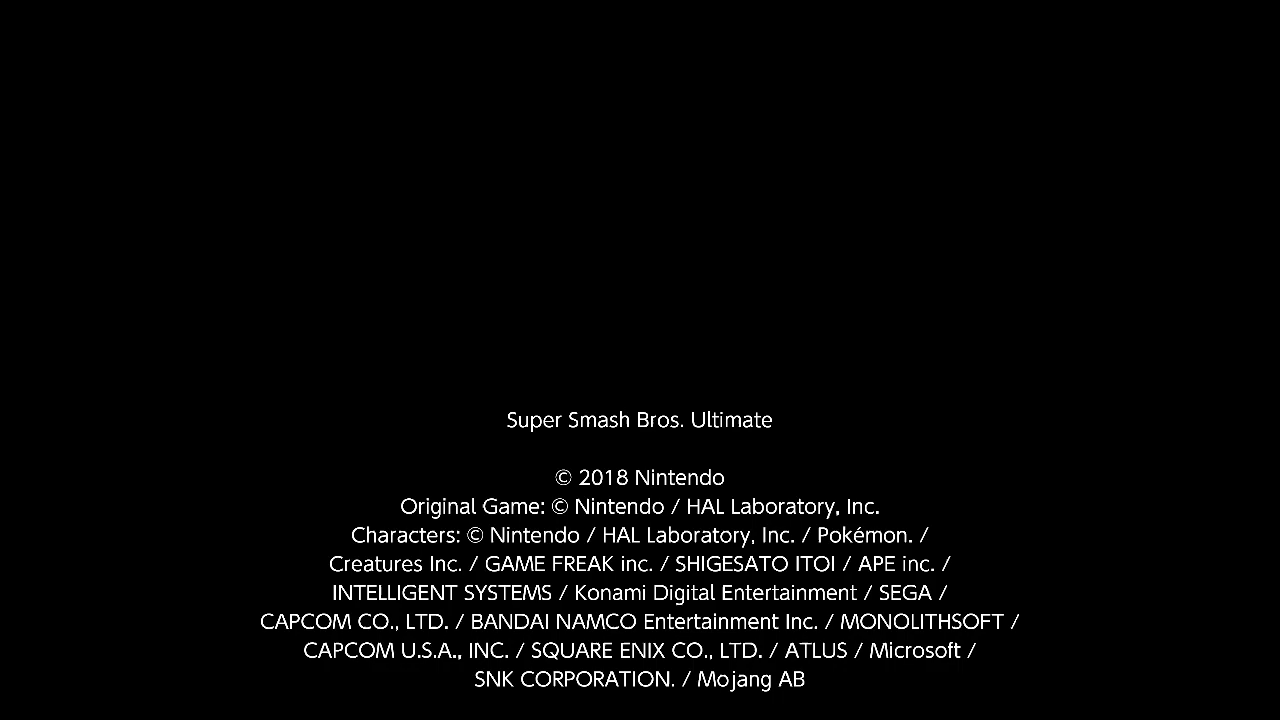 Super Smash Bros. Ultimate
© 2018 Nintendo
Original Game: © Nintendo / HAL Laboratory, Inc.
Characters: © Nintendo / HAL Laboratory, Inc. / Pokémon. /
Creatures Inc. / GAME FREAK inc. / SHIGESATO ITOI / APE inc. /
INTELLIGENT SYSTEMS / Konami Digital Entertainment / SEGA /
CAPCOM CO., LTD. / BANDAI NAMCO Entertainment Inc. / MONOLITHSOFT /
CAPCOM U.S.A., INC. / SQUARE ENIX CO., LTD. / ATLUS / Microsoft /
SNK CORPORATION. / Mojang AB